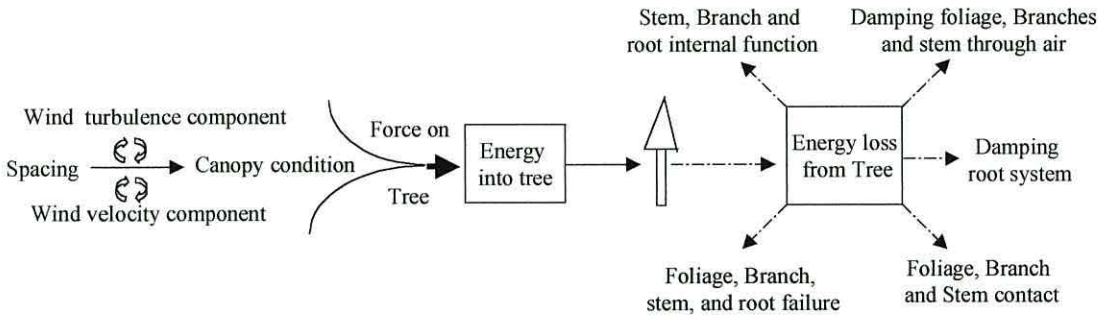 Wind turbulence component
Spacing
Canopy condition
Wind velocity component
Force on
Tree
Energy
into tree
Stem, Branch and
root internal function
Damping foliage, Branches
and stem through air
Energy loss
from Tree
Damping
root system
Foliage, Branch,
stem, and root failure
Foliage, Branch
and Stem contact